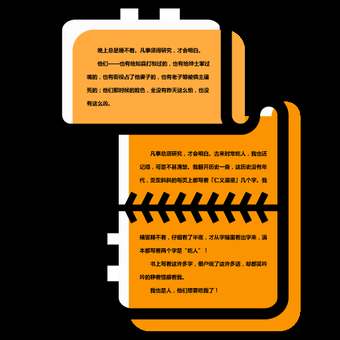 晚上总是睡不着。凡事须得研究，才会明白。
他们——也有给知县打枷过的，也有给绅士掌过
嘴的，也有衙役占了他妻子的，也有老子娘被债主逼
死的；他们那时候的脸色，全没有昨天这么怕，也没
有这么凶。
凡事总须研究，才会明白。古来时常吃人，我也还
记得，可是不甚清楚。我翻开历史一查，这历史没有年
代，歪歪斜斜的每页上都写着「仁义道德」几个字。我
横竖睡不着，仔细看了半夜，才从字缝里看出字来，满
本都写着两个字是“吃人”！
书上写着这许多字，佃户说了这许多话，却都笑吟
吟的睁着怪眼看我。
我也是人，他们想要吃我了！